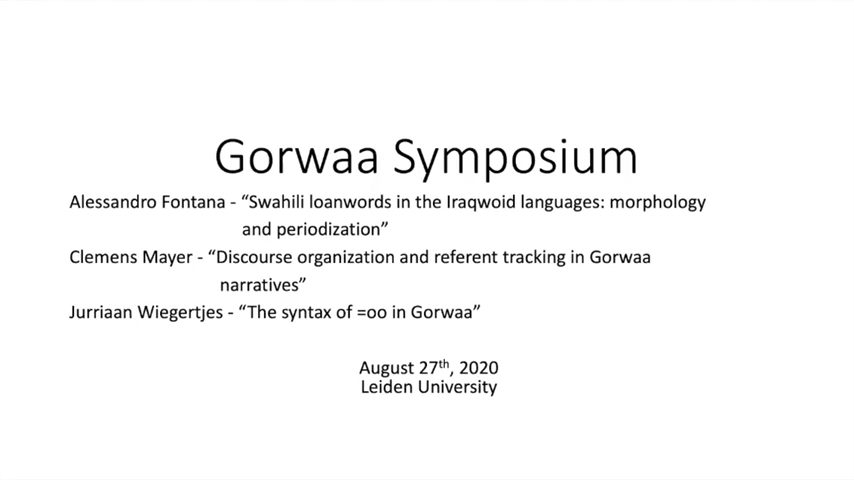 Gorwaa Symposium
Alessandro Fontana - “Swahili loanwords in the Iraqwoid languages: morphology
and periodization”
Clemens Mayer - “Discourse organization and referent tracking in Gorwaa
narratives”
Jurriaan Wiegertjes - “The syntax of =oo in Gorwaa”
August 27th, 2020
Leiden University